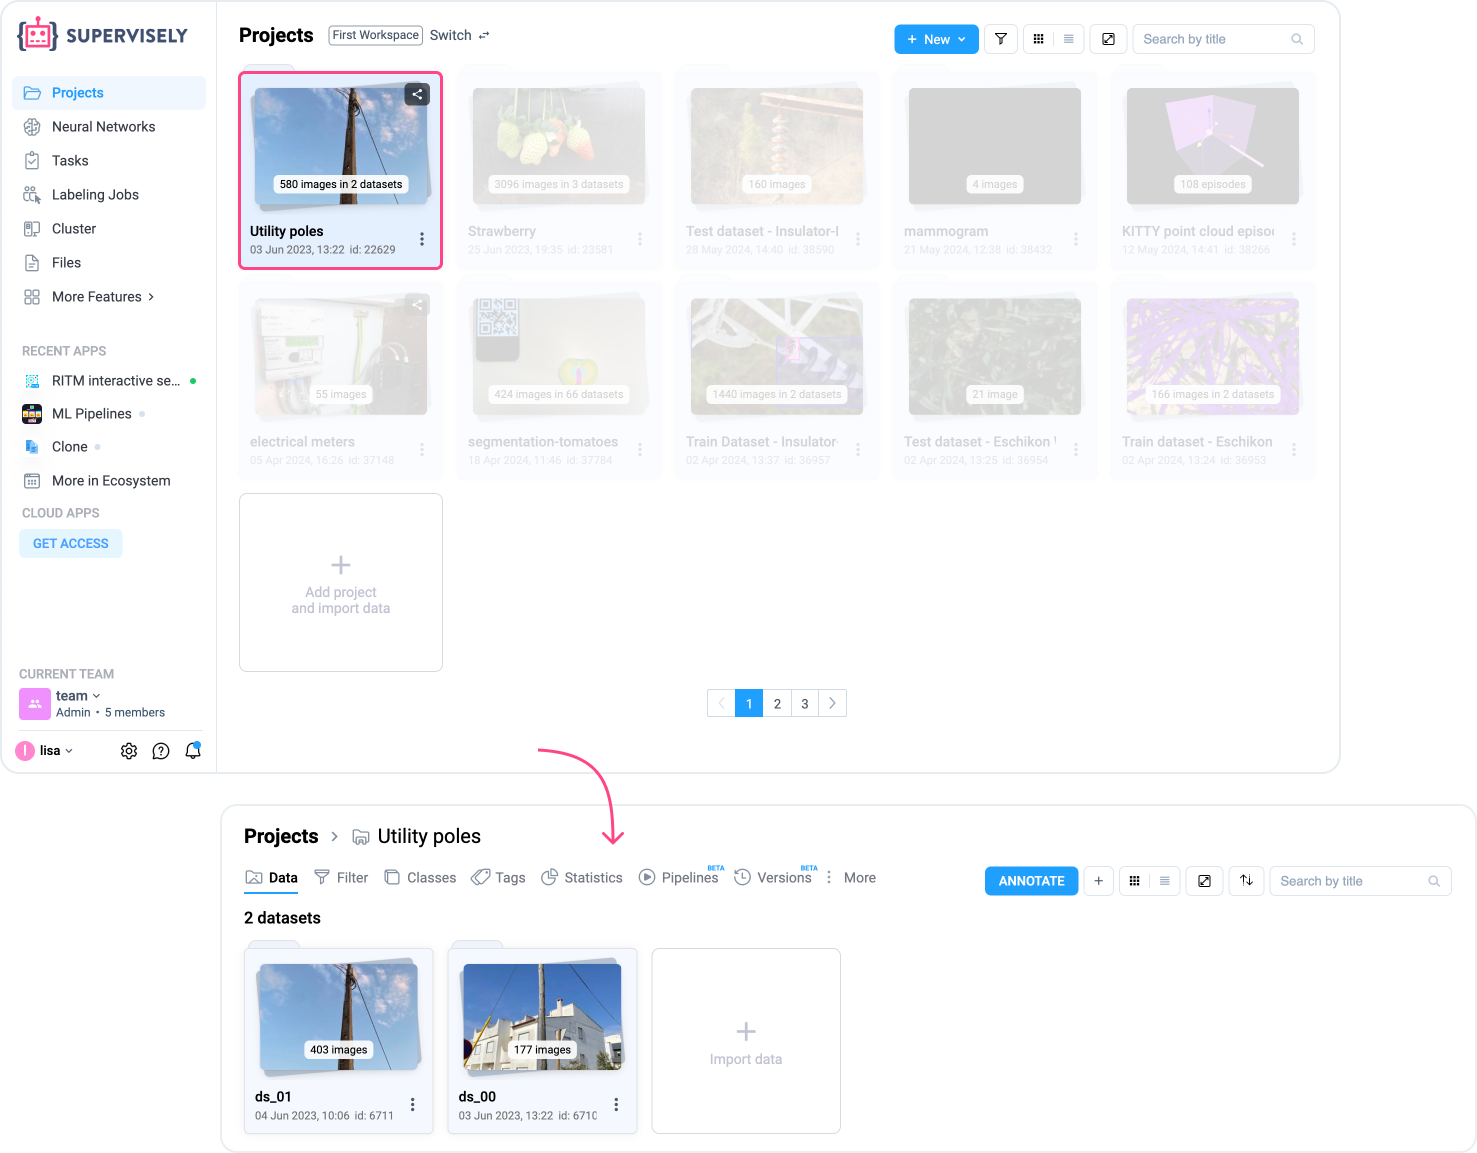 SUPERVISELY
Projects
Neural Networks
Tasks
Labeling Jobs
Cluster
Files
More Features
RECENT APPS
RITM interactive se...
ML Pipelines
Clone
More in Ecosystem
CLOUD APPS
GET ACCESS
CURRENT TEAM
team
Admin • 5 members
lisa
Projects First Workspace Switch
+ New
Search by title
580 images in 2 datasets
Utility poles
03 Jun 2023, 13:22 id: 22629
3096 images in 3 datasets
Strawberry
25 Jun 2023, 19:35 id: 23581
160 images
Test dataset - Insulator-
28 May 2024, 14:40 id: 38590
4 images
mammogram
21 May 2024, 12:38 id: 38432
108 episodes
KITTY point cloud episo
12 May 2024, 14:41 id: 38266
55 images
electrical meters
05 Apr 2024, 16:26 id: 37148
424 images in 66 datasets
segmentation-tomatoes
18 Apr 2024, 11:46 id: 37784
1440 images in 2 datasets
Train Dataset - Insulator-
02 Apr 2024, 13:37 id: 36957
21 image
Test dataset - Eschikon
02 Apr 2024, 13:25 id: 36954
166 images in 2 datasets
Train dataset - Eschikon
02 Apr 2024, 13:24 id: 36953
Add project
and import data
1 2 3
Projects > Utility poles
Data Filter Classes Tags Statistics Pipelines BETA Versions BETA More
ANNOTATE
+
Search by title
2 datasets
403 images
ds_01
04 Jun 2023, 10:06 id: 6711
177 images
ds_00
03 Jun 2023, 13:22 id: 6710
Import data